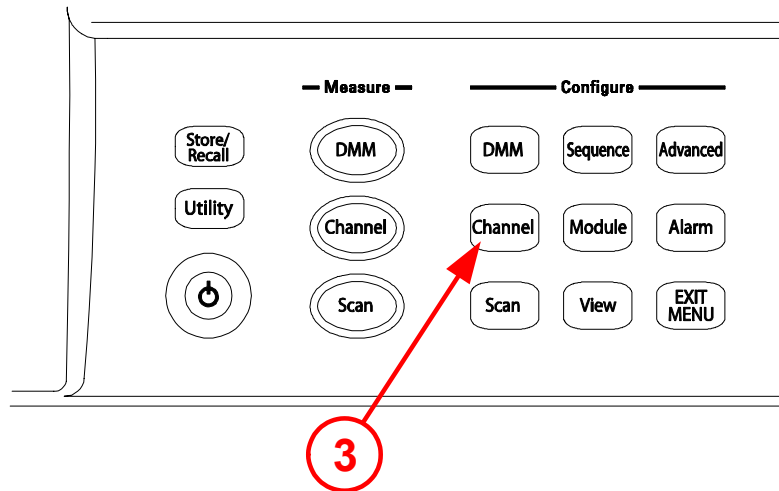 Measure
Configure
Store/
Recall
DMM
DMM
Sequence
Advanced
Utility
Channel
Channel
Module
Alarm
Scan
Scan
View
EXIT
MENU
3